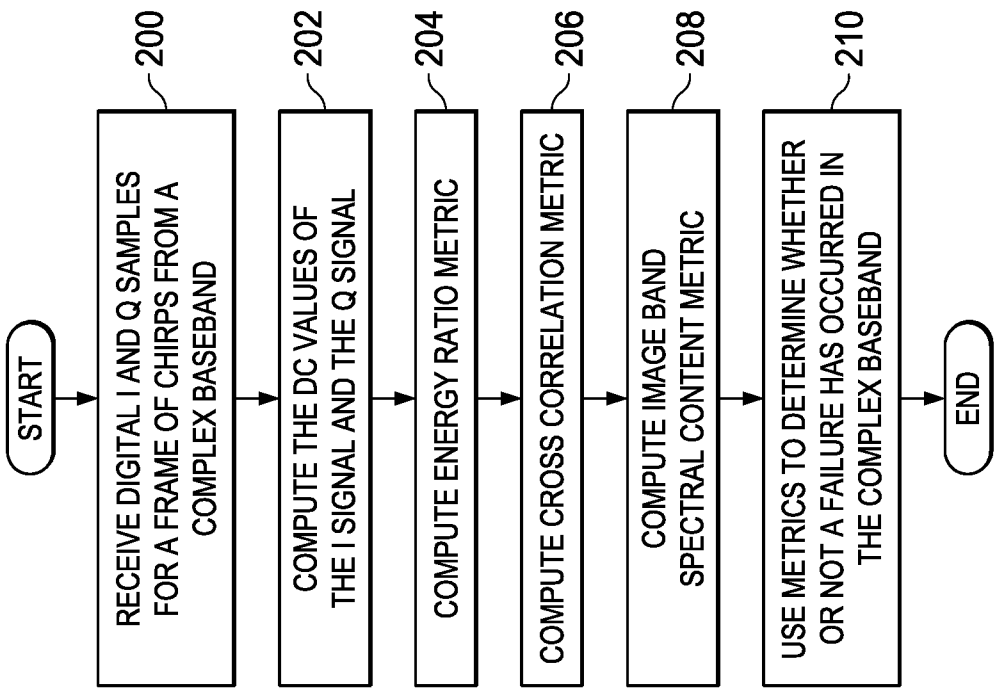 START
RECEIVE DIGITAL I AND Q SAMPLES
FOR A FRAME OF CHIRPS FROM A
COMPLEX BASEBAND
200
COMPUTE THE DC VALUES OF
THE I SIGNAL AND THE Q SIGNAL
202
COMPUTE ENERGY RATIO METRIC
204
COMPUTE CROSS CORRELATION METRIC
206
COMPUTE IMAGE BAND
SPECTRAL CONTENT METRIC
208
USE METRICS TO DETERMINE WHETHER
OR NOT A FAILURE HAS OCCURRED IN
THE COMPLEX BASEBAND
210
END